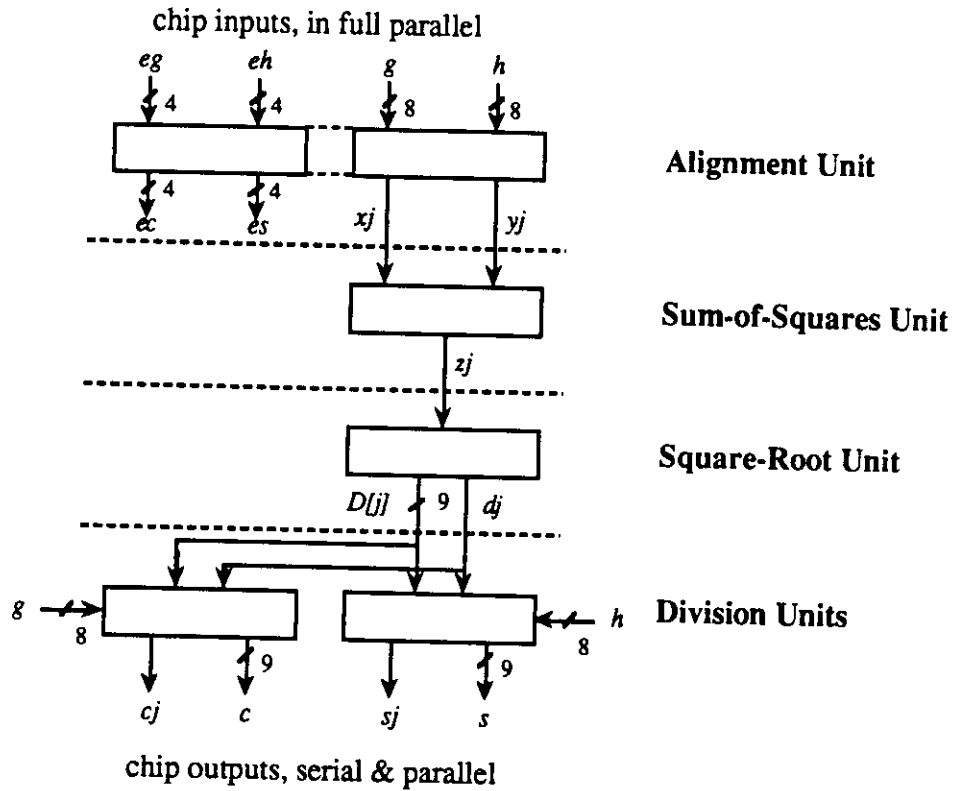 chip inputs, in full parallel
eg eh g h
4 4 8 8
Alignment Unit
4 4
ec es xj yj
Sum-of-Squares Unit
zj
Square-Root Unit
D[j] 9 dj
g 8 h 8 Division Units
9 9
cj c sj s
chip outputs, serial & parallel